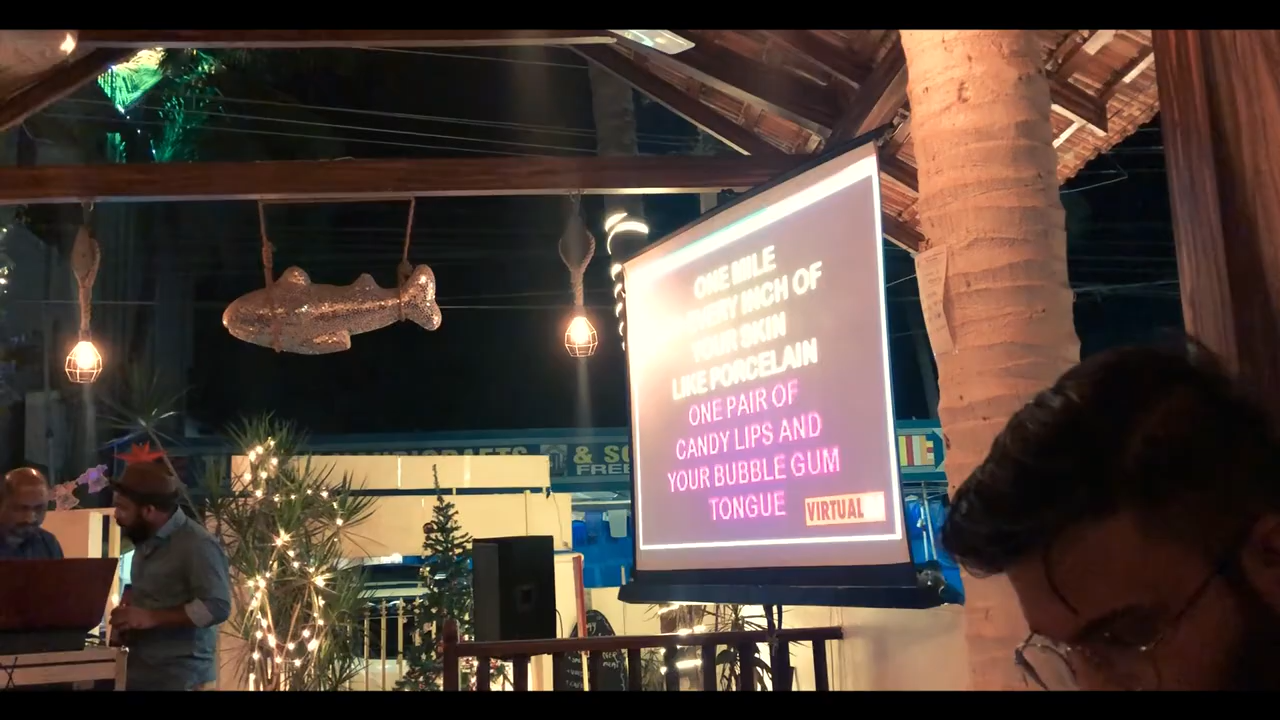 ONE MILE
EVERY INCH OF
YOUR SKIN
LIKE PORCELAIN
ONE PAIR OF
CANDY LIPS AND
YOUR BUBBLE GUM
TONGUE
VIRTUAL
HANDICRAFTS
& SO
FREE